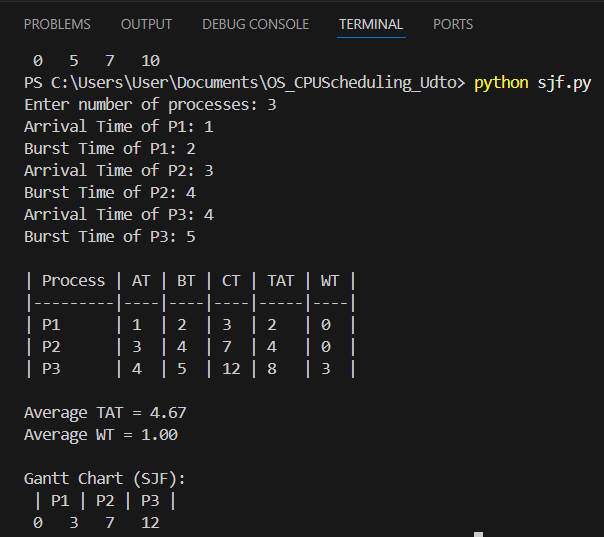 PROBLEMS OUTPUT DEBUG CONSOLE TERMINAL PORTS
0 5 7 10
PS C:\Users\User\Documents\OS_CPUScheduling_Udto> python sjf.py
Enter number of processes: 3
Arrival Time of P1: 1
Burst Time of P1: 2
Arrival Time of P2: 3
Burst Time of P2: 4
Arrival Time of P3: 4
Burst Time of P3: 5
| Process | AT | BT | CT | TAT | WT |
|---------|----|----|----|-----|----|
| P1      | 1  | 2  | 3  | 2   | 0  |
| P2      | 3  | 4  | 7  | 4   | 0  |
| P3      | 4  | 5  | 12 | 8   | 3  |
Average TAT = 4.67
Average WT = 1.00
Gantt Chart (SJF):
| P1 | P2 | P3 |
0 3 7 12